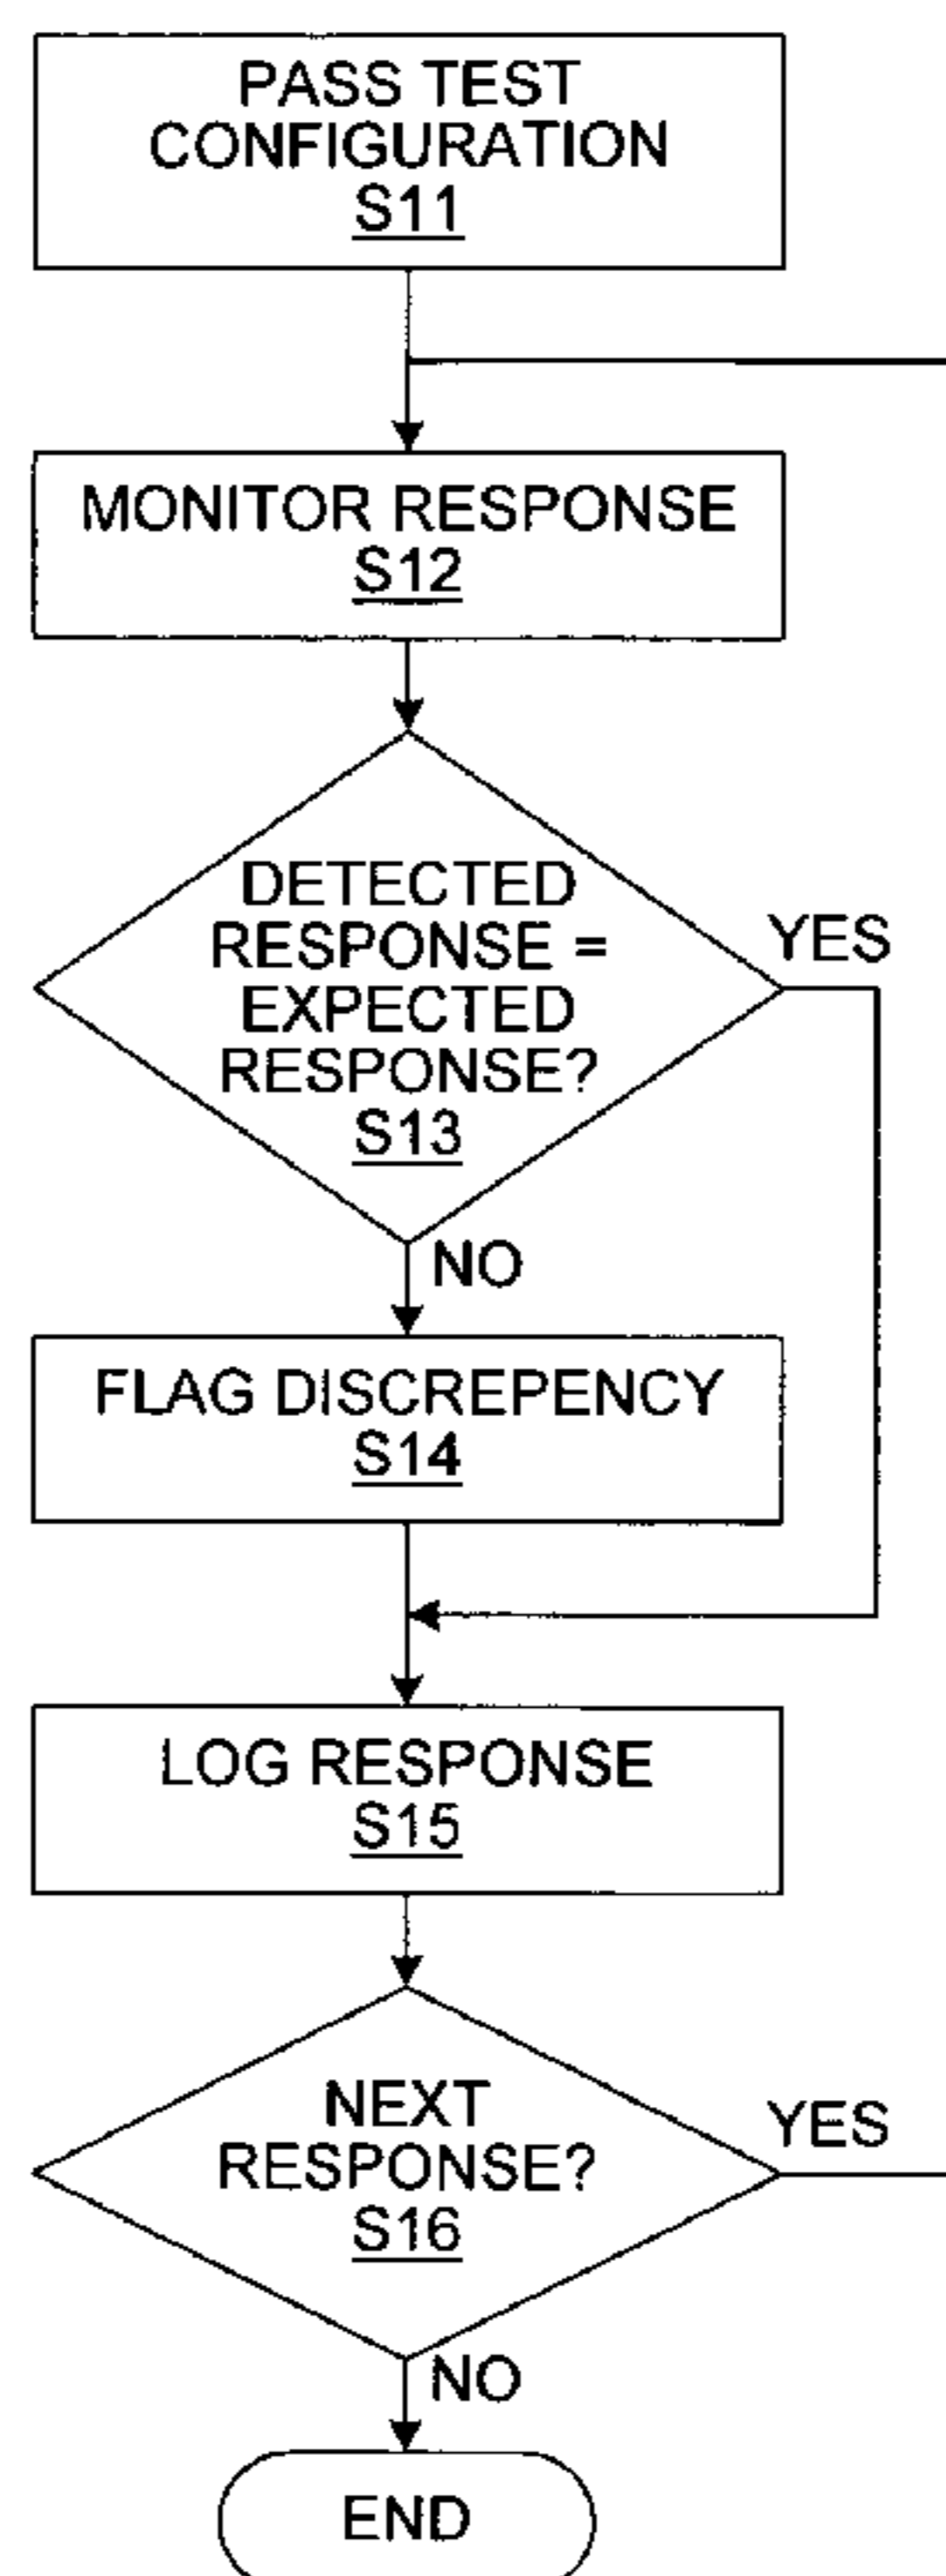 PASS TEST
CONFIGURATION
S11
MONITOR RESPONSE
S12
DETECTED
RESPONSE =
EXPECTED
RESPONSE?
S13
YES
NO
FLAG DISCREPENCY
S14
LOG RESPONSE
S15
NEXT
RESPONSE?
S16
YES
NO
END